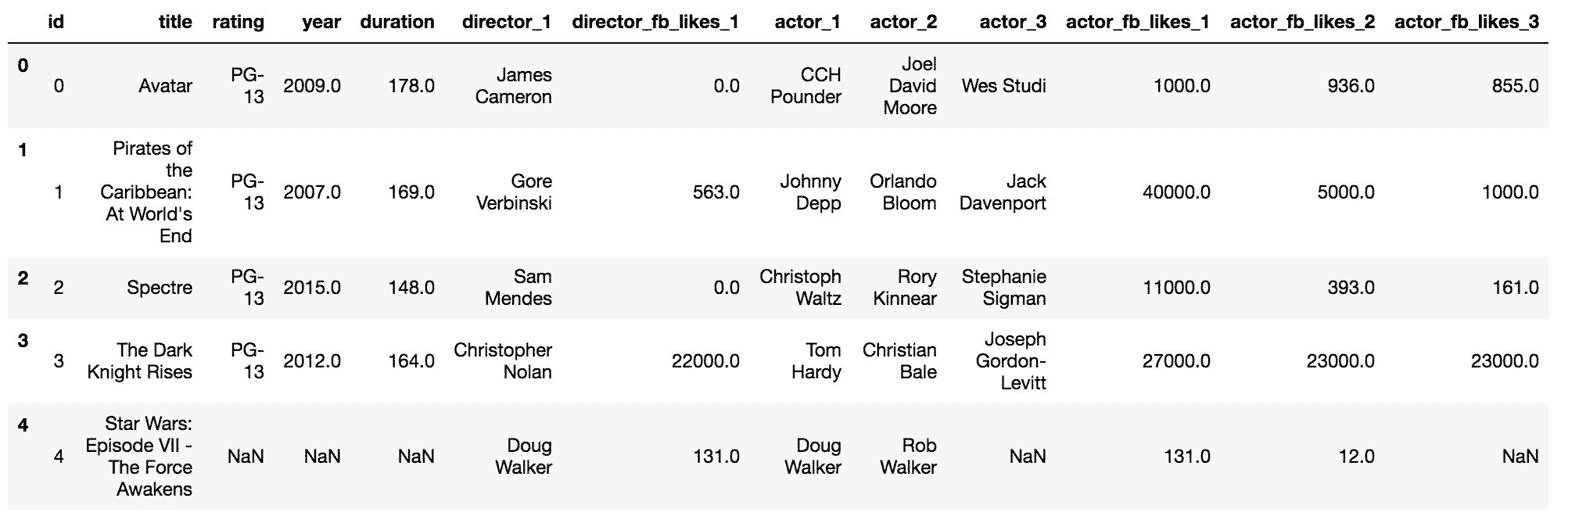 id title rating year duration director_1 director_fb_likes_1 actor_1 actor_2 actor_3 actor_fb_likes_1 actor_fb_likes_2 actor_fb_likes_3
0 0 Avatar PG-13 2009.0 178.0 James Cameron 0.0 CCH Pounder Joel David Moore Wes Studi 1000.0 936.0 855.0
1 1 Pirates of the Caribbean: At World's End PG-13 2007.0 169.0 Gore Verbinski 563.0 Johnny Depp Orlando Bloom Jack Davenport 40000.0 5000.0 1000.0
2 2 Spectre PG-13 2015.0 148.0 Sam Mendes 0.0 Christoph Waltz Rory Kinnear Stephanie Sigman 11000.0 393.0 161.0
3 3 The Dark Knight Rises PG-13 2012.0 164.0 Christopher Nolan 22000.0 Tom Hardy Christian Bale Joseph Gordon-Levitt 27000.0 23000.0 23000.0
4 4 Star Wars: Episode VII - The Force Awakens NaN NaN NaN Doug Walker 131.0 Doug Walker Rob Walker NaN 131.0 12.0 NaN